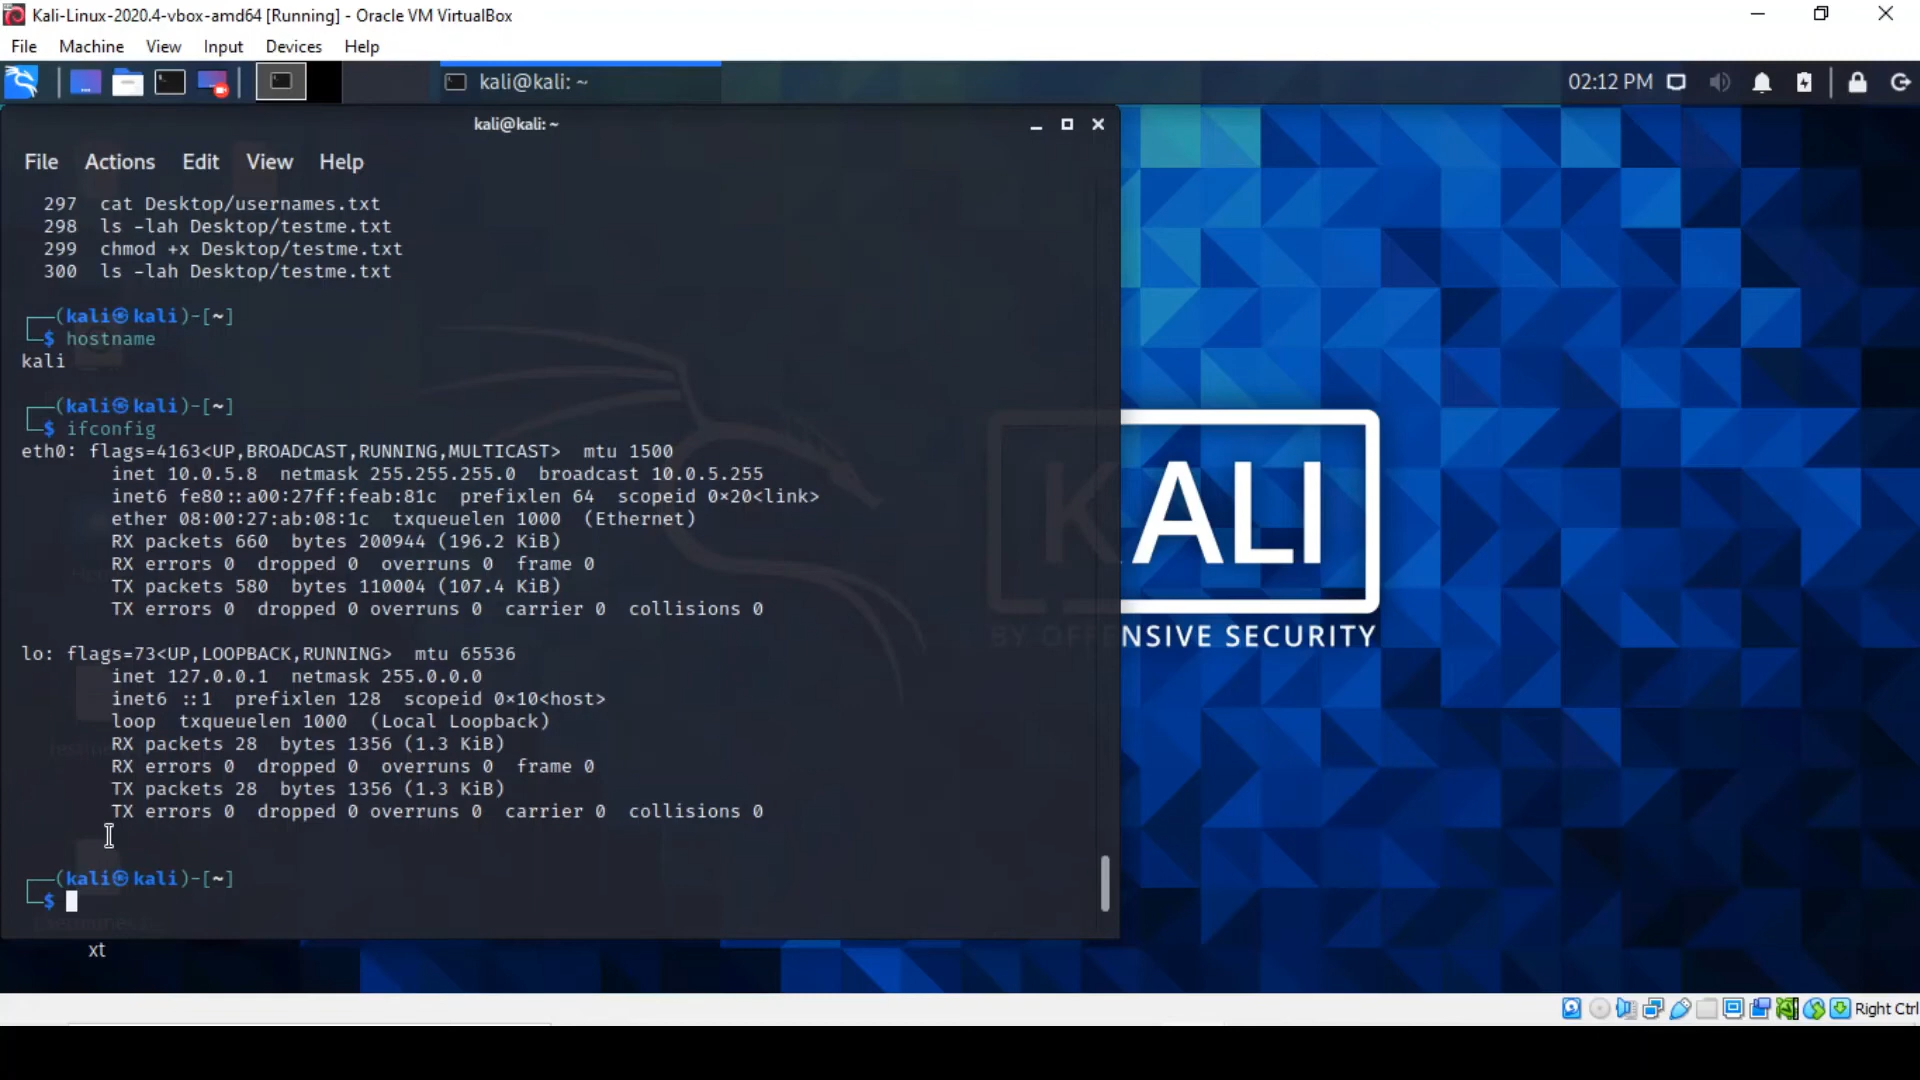 Kali-Linux-2020.4-vbox-amd64 [Running] - Oracle VM VirtualBox
File Machine View Input Devices Help
kali@kali: ~
02:12 PM
kali@kali: ~
File Actions Edit View Help
297 cat Desktop/usernames.txt
298 ls -lah Desktop/testme.txt
299 chmod +x Desktop/testme.txt
300 ls -lah Desktop/testme.txt
┌──(kali㉿kali)-[~]
└─$ hostname
kali
┌──(kali㉿kali)-[~]
└─$ ifconfig
eth0: flags=4163<UP,BROADCAST,RUNNING,MULTICAST> mtu 1500
inet 10.0.5.8 netmask 255.255.255.0 broadcast 10.0.5.255
inet6 fe80::a00:27ff:feab:81c prefixlen 64 scopeid 0×20<link>
ether 08:00:27:ab:08:1c txqueuelen 1000 (Ethernet)
RX packets 660 bytes 200944 (196.2 KiB)
RX errors 0 dropped 0 overruns 0 frame 0
TX packets 580 bytes 110004 (107.4 KiB)
TX errors 0 dropped 0 overruns 0 carrier 0 collisions 0
lo: flags=73<UP,LOOPBACK,RUNNING> mtu 65536
inet 127.0.0.1 netmask 255.0.0.0
inet6 ::1 prefixlen 128 scopeid 0×10<host>
loop txqueuelen 1000 (Local Loopback)
RX packets 28 bytes 1356 (1.3 KiB)
RX errors 0 dropped 0 overruns 0 frame 0
TX packets 28 bytes 1356 (1.3 KiB)
TX errors 0 dropped 0 overruns 0 carrier 0 collisions 0
┌──(kali㉿kali)-[~]
└─$
xt
KALI
BY OFFENSIVE SECURITY
Right Ctrl